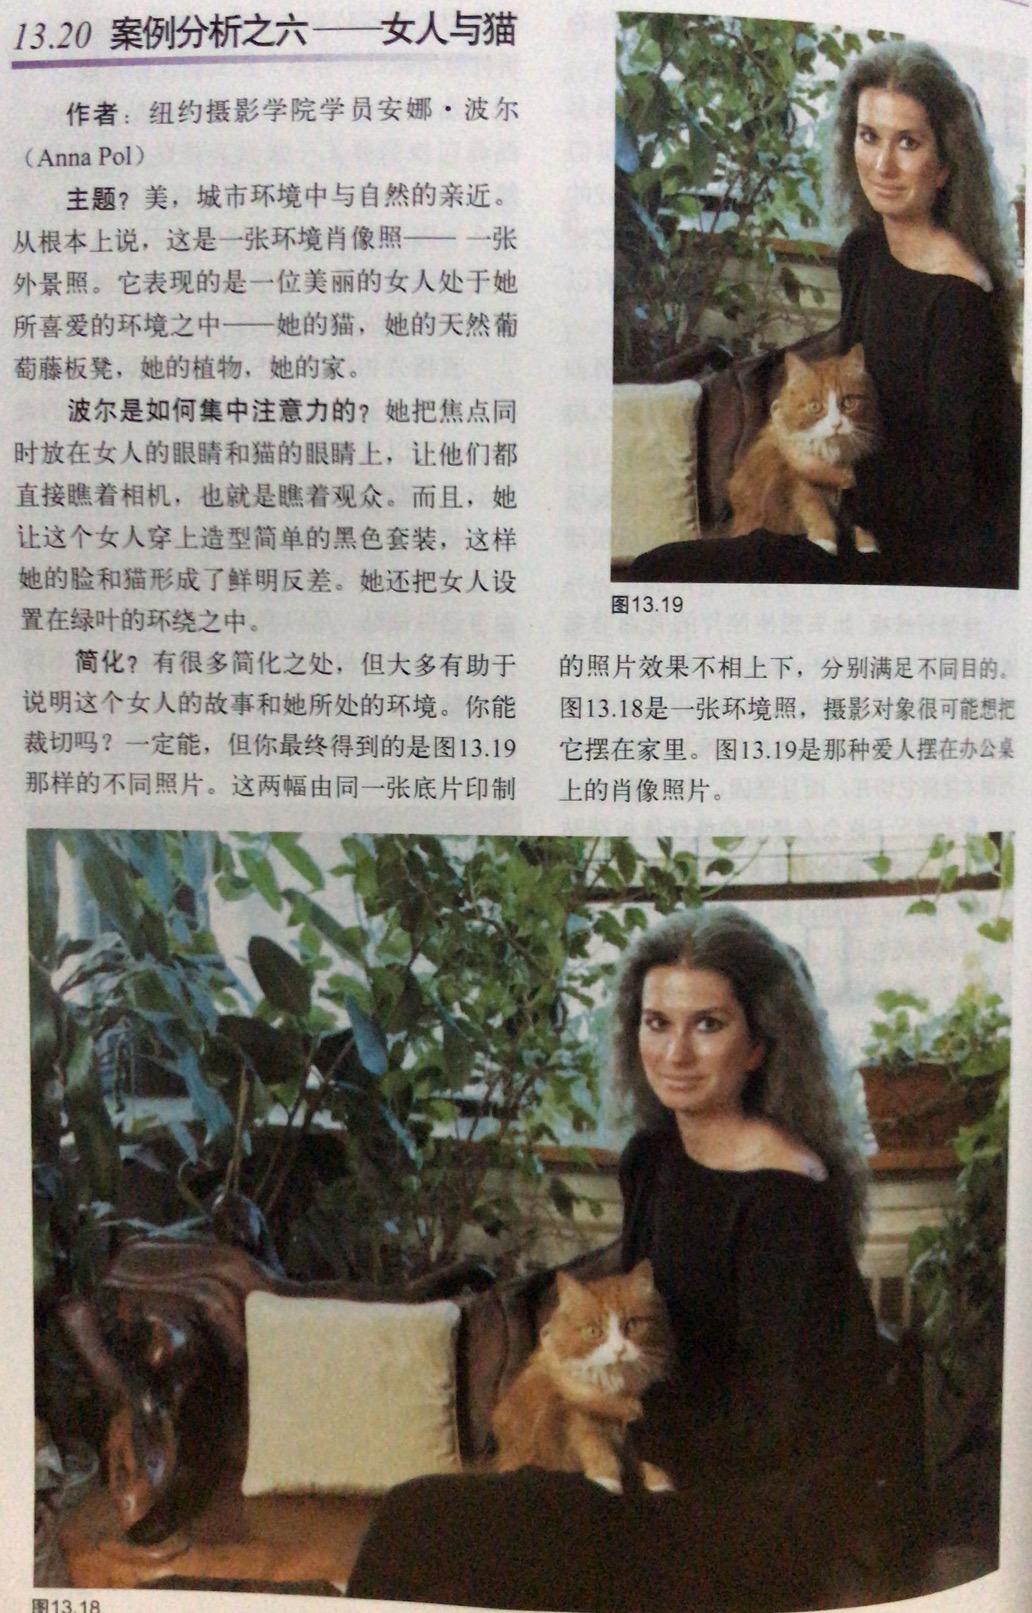 13.20 案例分析之六——女人与猫
作者：纽约摄影学院学员安娜·波尔
（Anna Pol）
主题？美，城市环境中与自然的亲近。
从根本上说，这是一张环境肖像照—— 一张
外景照。它表现的是一位美丽的女人处于她
所喜爱的环境之中——她的猫，她的天然葡
萄藤板凳，她的植物，她的家。
波尔是如何集中注意力的？她把焦点同
时放在女人的眼睛和猫的眼睛上，让他们都
直接瞧着相机，也就是瞧着观众。而且，她
让这个女人穿上造型简单的黑色套装，这样
她的脸和猫形成了鲜明反差。她还把女人设
置在绿叶的环绕之中。
简化？有很多简化之处，但大多有助于
说明这个女人的故事和她所处的环境。你能
裁切吗？一定能，但你最终得到的是图13.19
那样的不同照片。这两幅由同一张底片印制
图13.19
的照片效果不相上下，分别满足不同目的。
图13.18是一张环境照，摄影对象很可能想把
它摆在家里。图13.19是那种爱人摆在办公桌
上的肖像照片。
图13.18